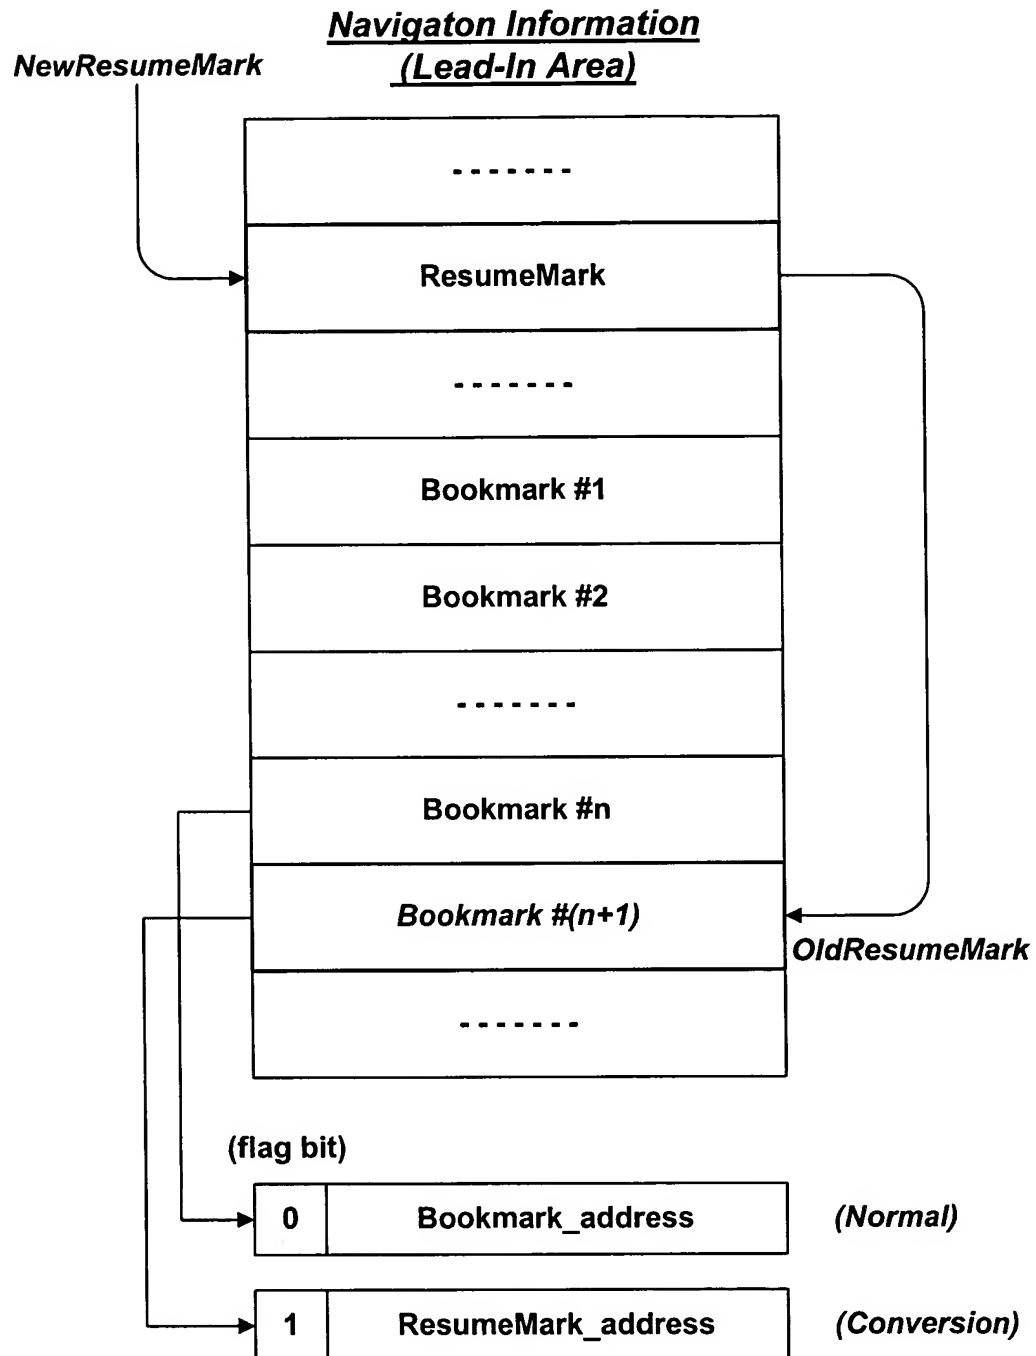 Navigaton Information
(Lead-In Area)
NewResumeMark
- - - - - - -
ResumeMark
- - - - - - -
Bookmark #1
Bookmark #2
- - - - - - -
Bookmark #n
Bookmark #(n+1)
OldResumeMark
- - - - - - -
(flag bit)
0 Bookmark_address (Normal)
1 ResumeMark_address (Conversion)